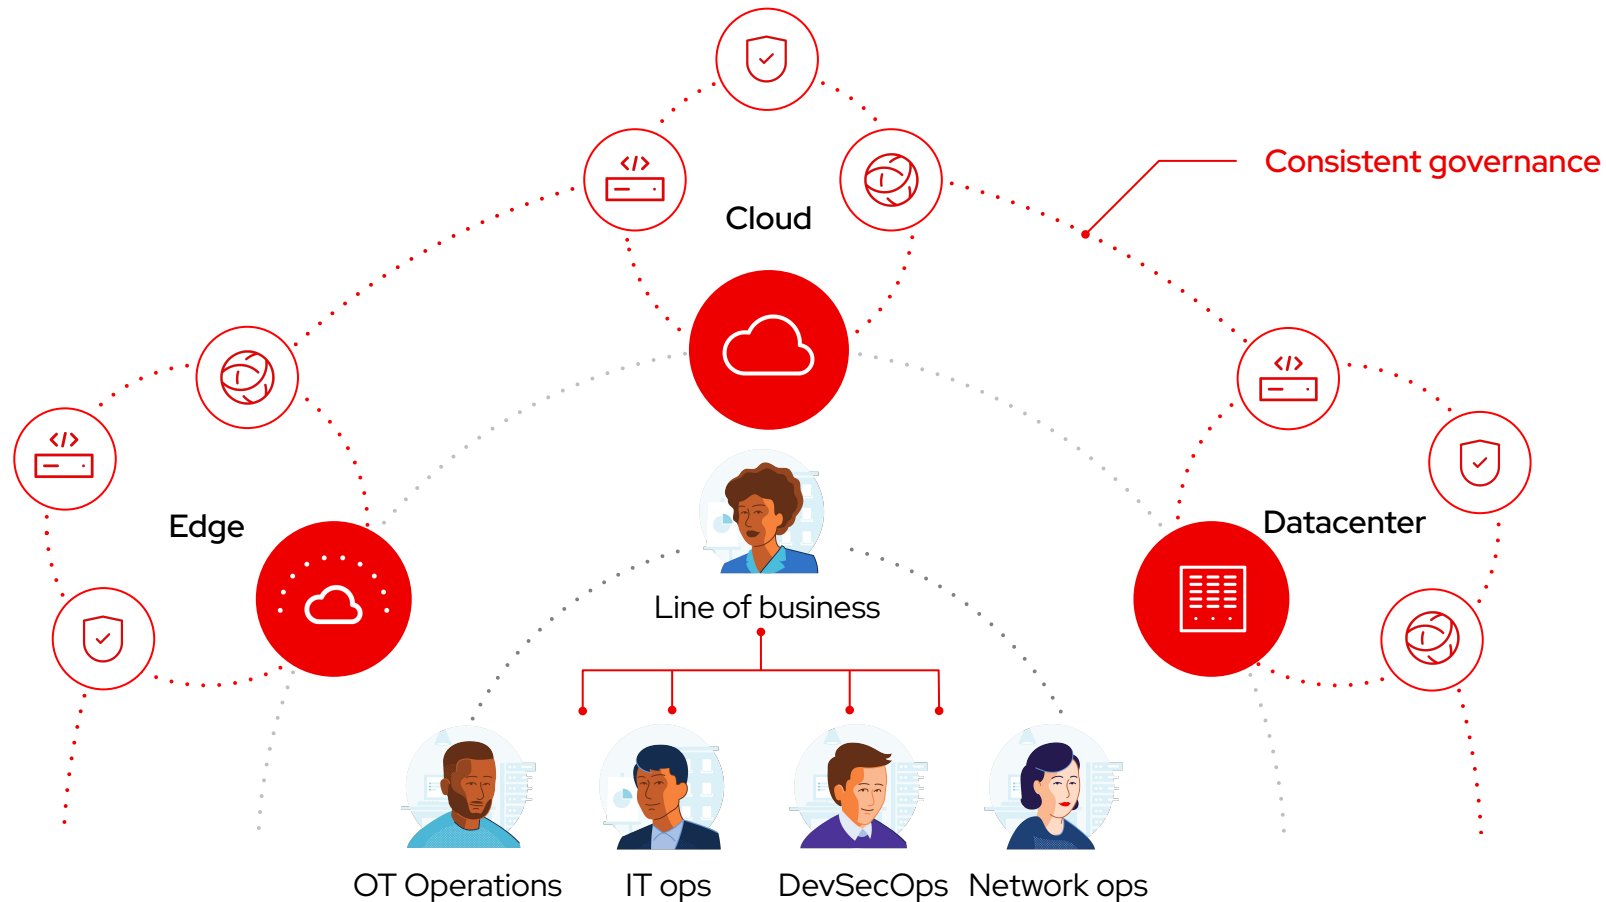 Consistent governance
Cloud
Edge
Datacenter
Line of business
OT Operations
IT ops
DevSecOps
Network ops